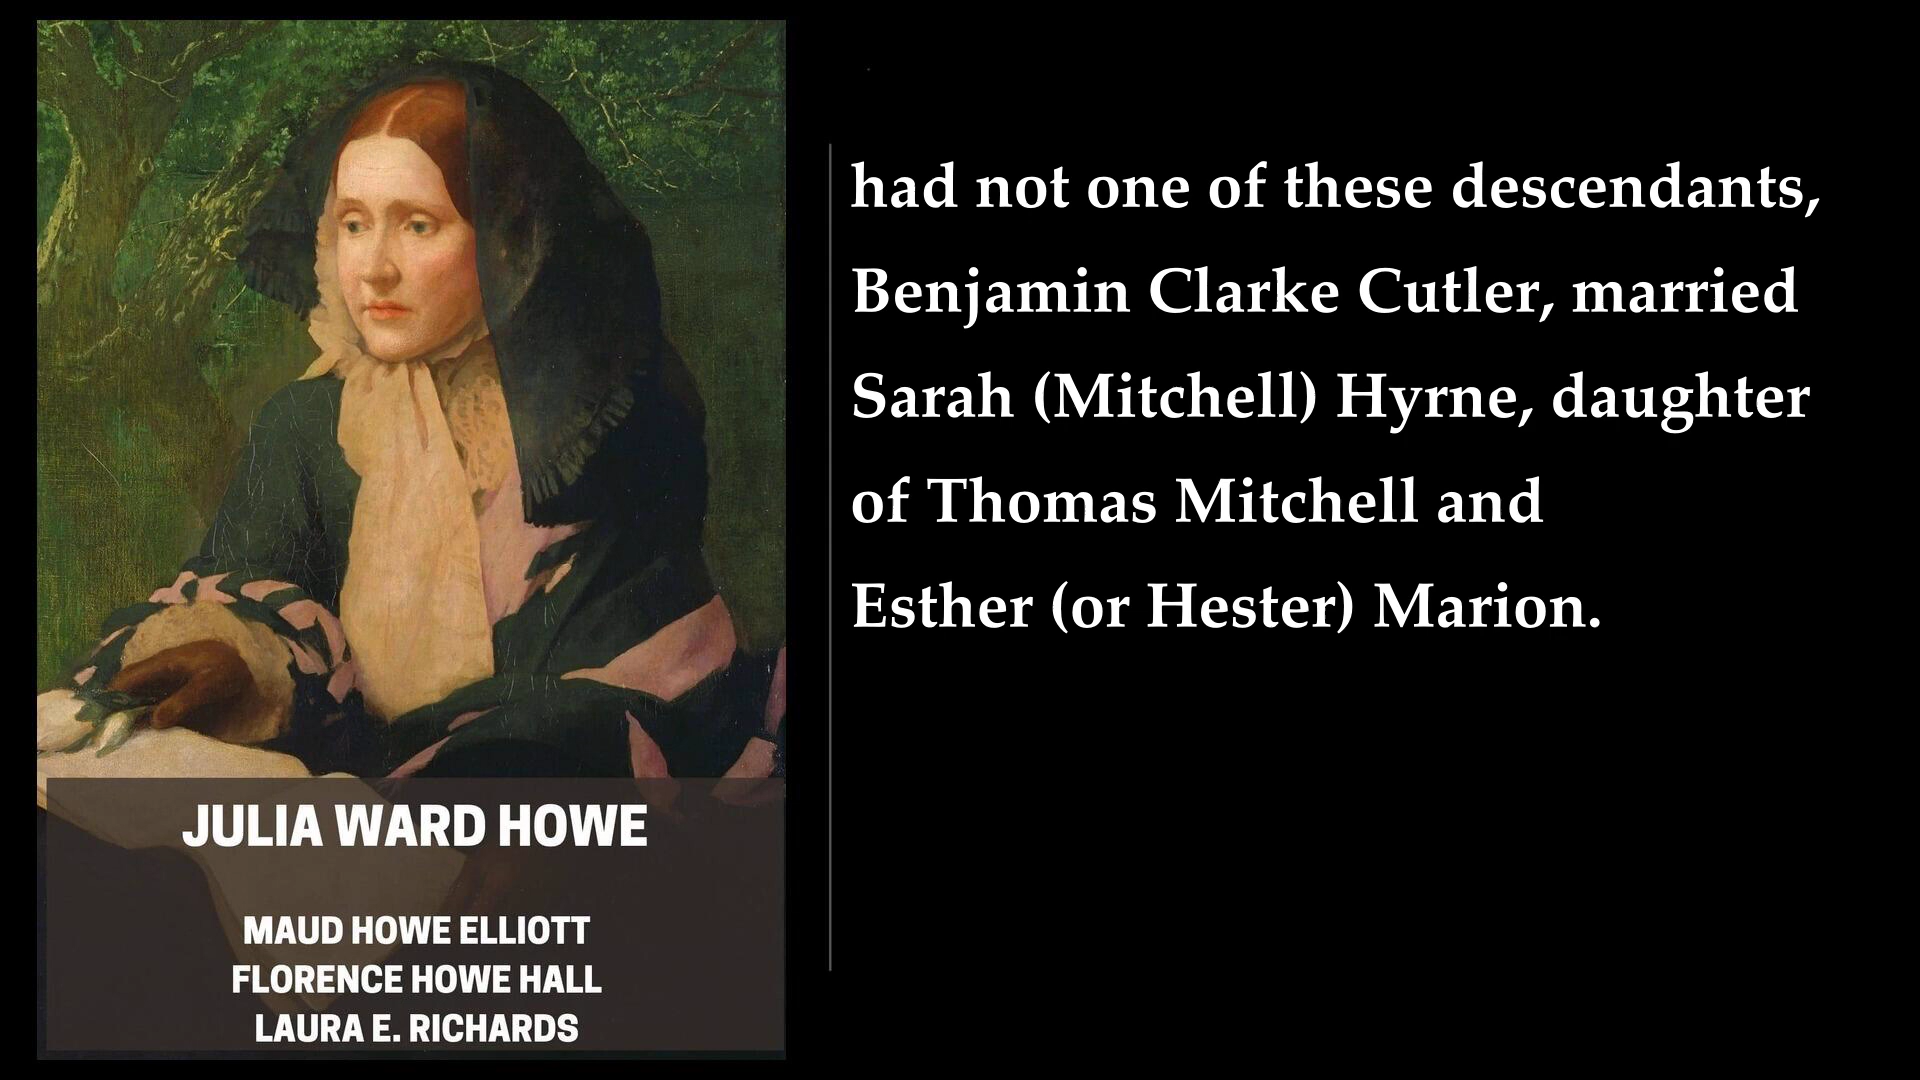 had not one of these descendants,
Benjamin Clarke Cutler, married
Sarah (Mitchell) Hyrne, daughter
of Thomas Mitchell and
Esther (or Hester) Marion.
JULIA WARD HOWE
MAUD HOWE ELLIOTT
FLORENCE HOWE HALL
LAURA E. RICHARDS